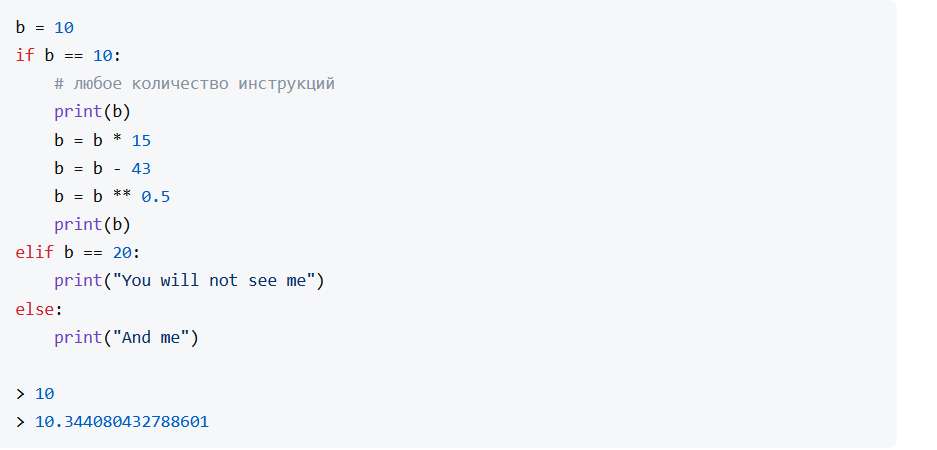 b = 10
if b == 10:
    # любое количество инструкций
    print(b)
    b = b * 15
    b = b - 43
    b = b ** 0.5
    print(b)
elif b == 20:
    print("You will not see me")
else:
    print("And me")

> 10
> 10.344080432788601